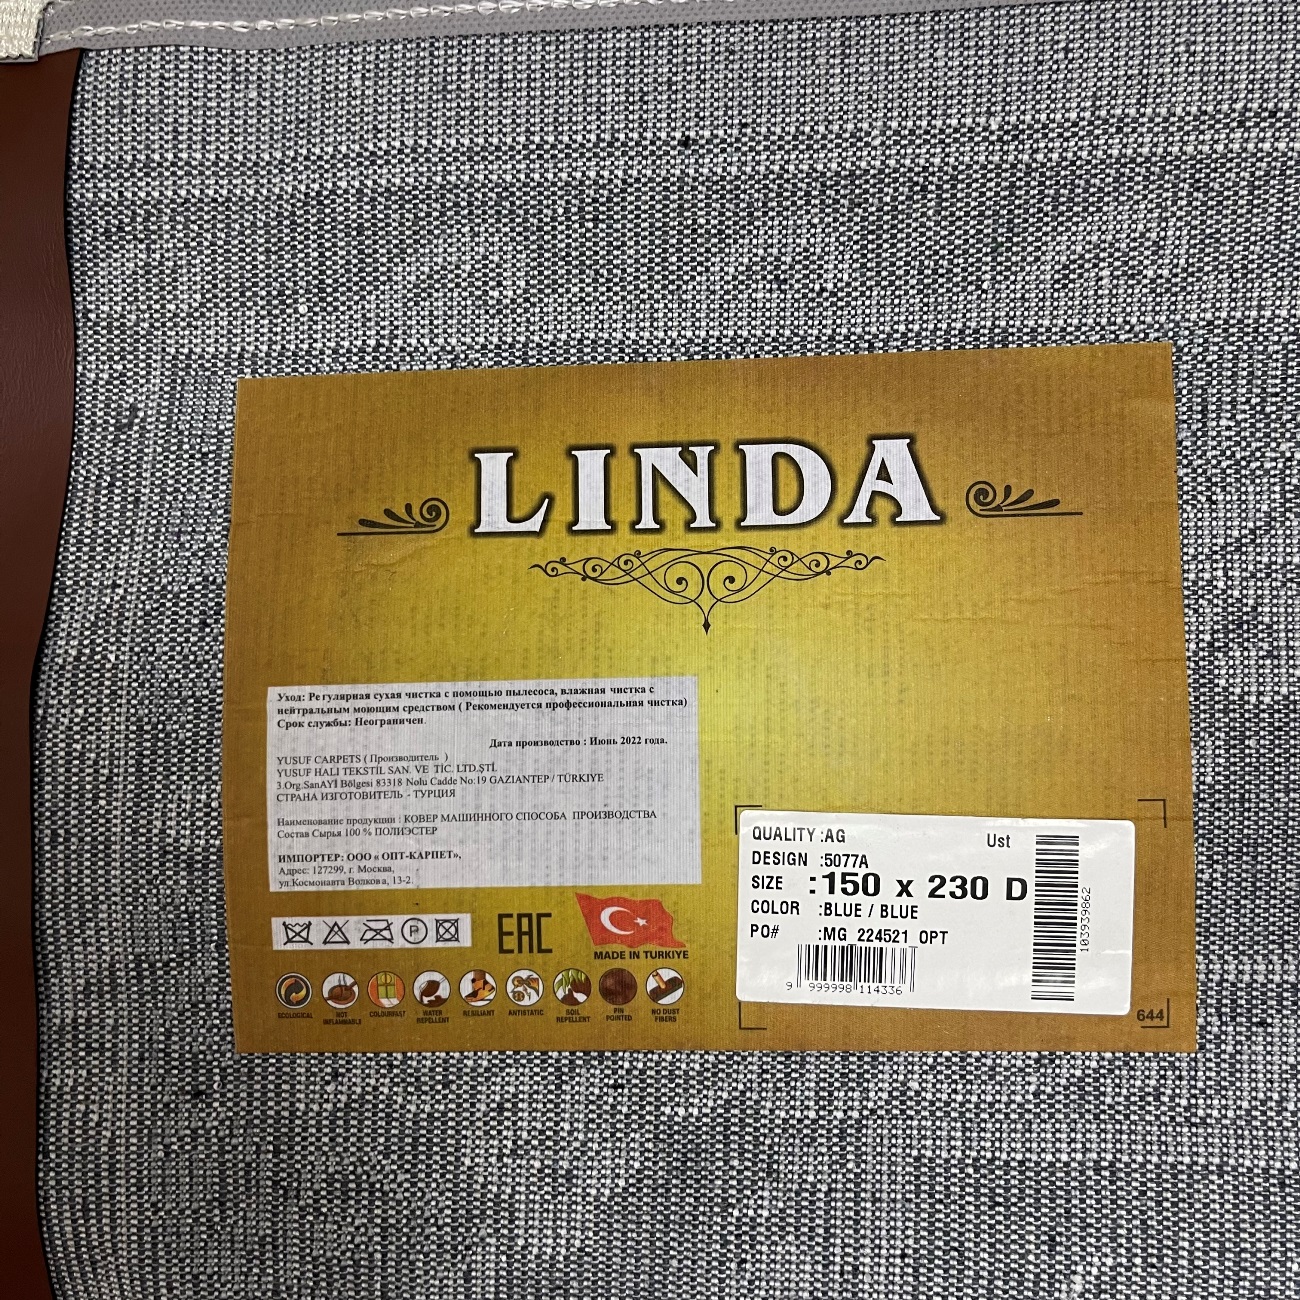 LINDA
Уход: Регулярная сухая чистка с помощью пылесоса, влажная чистка с
нейтральным моющим средством ( Рекомендуется профессиональная чистка)
Срок службы: Неограничен.
Дата производство : Июнь 2022 года.
YUSUF CARPETS ( Производитель )
YUSUF HALI TEKSTİL SAN. VE TİC. LTD.ŞTİ.
3.Org.SanAYİ Bölgesi 83318 Nolu Cadde No:19 GAZIANTEP / TÜRKIYE
СТРАНА ИЗГОТОВИТЕЛЬ - ТУРЦИЯ
Наименование продукции : КОВЕР МАШИННОГО СПОСОБА ПРОИЗВОДСТВА
Состав Сырья 100 % ПОЛИЭСТЕР
ИМПОРТЕР: ООО « ОПТ-КАРПЕТ»,
Адрес: 127299, г. Москва,
ул.Космонавта Волкова, 13-2.
P
EAC
MADE IN TURKIYE
ECOLOGICAL
NOT INFLAMMABLE
COLOURFAST
WATER REPELLENT
RESILIANT
ANTISTATIC
SOIL REPELLENT
PIN POINTED
NO DUST FIBERS
QUALITY :AG Ust
DESIGN :5077A
SIZE :150 x 230 D
COLOR :BLUE / BLUE
PO# :MG 224521 OPT
9 999998 114336
103939862
644